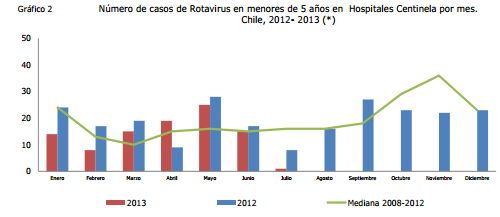 Gráfico 2
Número de casos de Rotavirus en menores de 5 años en Hospitales Centinela por mes.
Chile, 2012- 2013 (*)
50
40
30
20
10
0
Enero Febrero Marzo Abril Mayo Junio Julio Agosto Septiembre Octubre Noviembre Diciembre
2013 2012 Mediana 2008-2012